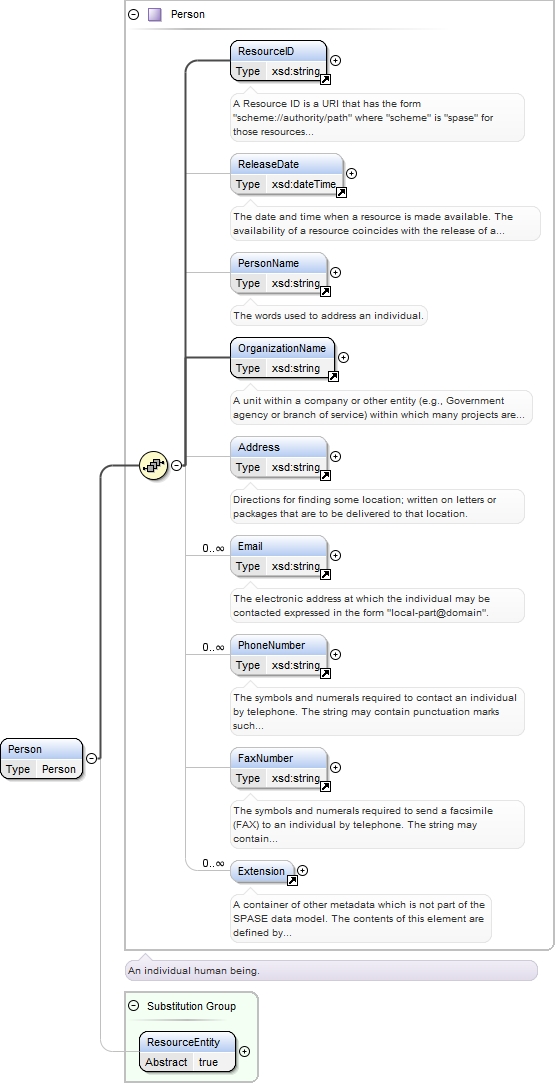 Person
ResourceID
Type xsd:string
A Resource ID is a URI that has the form
"scheme://authority/path" where "scheme" is "spase" for
those resources...
ReleaseDate
Type xsd:dateTime
The date and time when a resource is made available. The
availability of a resource coincides with the release of a...
PersonName
Type xsd:string
The words used to address an individual.
OrganizationName
Type xsd:string
A unit within a company or other entity (e.g., Government
agency or branch of service) within which many projects are...
Address
Type xsd:string
Directions for finding some location; written on letters or
packages that are to be delivered to that location.
0..∞ Email
Type xsd:string
The electronic address at which the individual may be
contacted expressed in the form "local-part@domain".
0..∞ PhoneNumber
Type xsd:string
The symbols and numerals required to contact an individual
by telephone. The string may contain punctuation marks
such...
Person
Type Person
FaxNumber
Type xsd:string
The symbols and numerals required to send a facsimile
(FAX) to an individual by telephone. The string may
contain...
0..∞ Extension
A container of other metadata which is not part of the
SPASE data model. The contents of this element are
defined by...
An individual human being.
Substitution Group
ResourceEntity
Abstract true